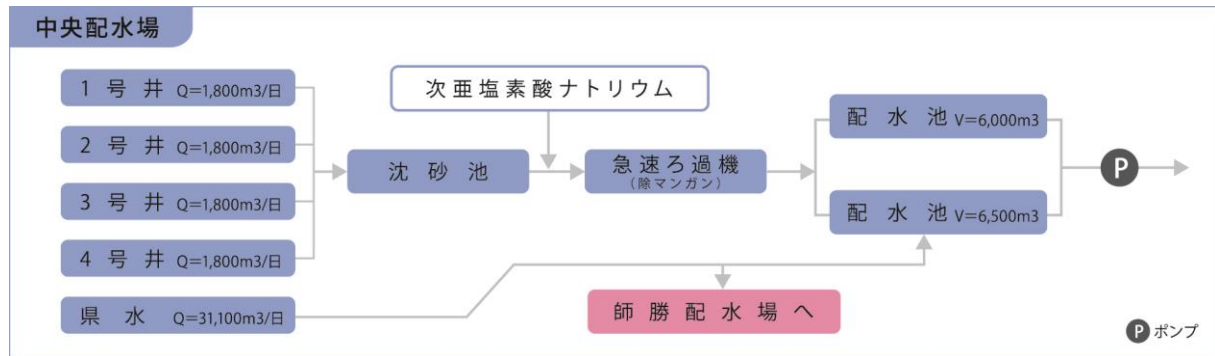 中央配水場
1号井 Q=1,800m3/日
2号井 Q=1,800m3/日
3号井 Q=1,800m3/日
4号井 Q=1,800m3/日
県水 Q=31,100m3/日
次亜塩素酸ナトリウム
沈砂池
急速ろ過機
(除マンガン)
配水池 V=6,000m3
配水池 V=6,500m3
師勝配水場へ
P
P ポンプ